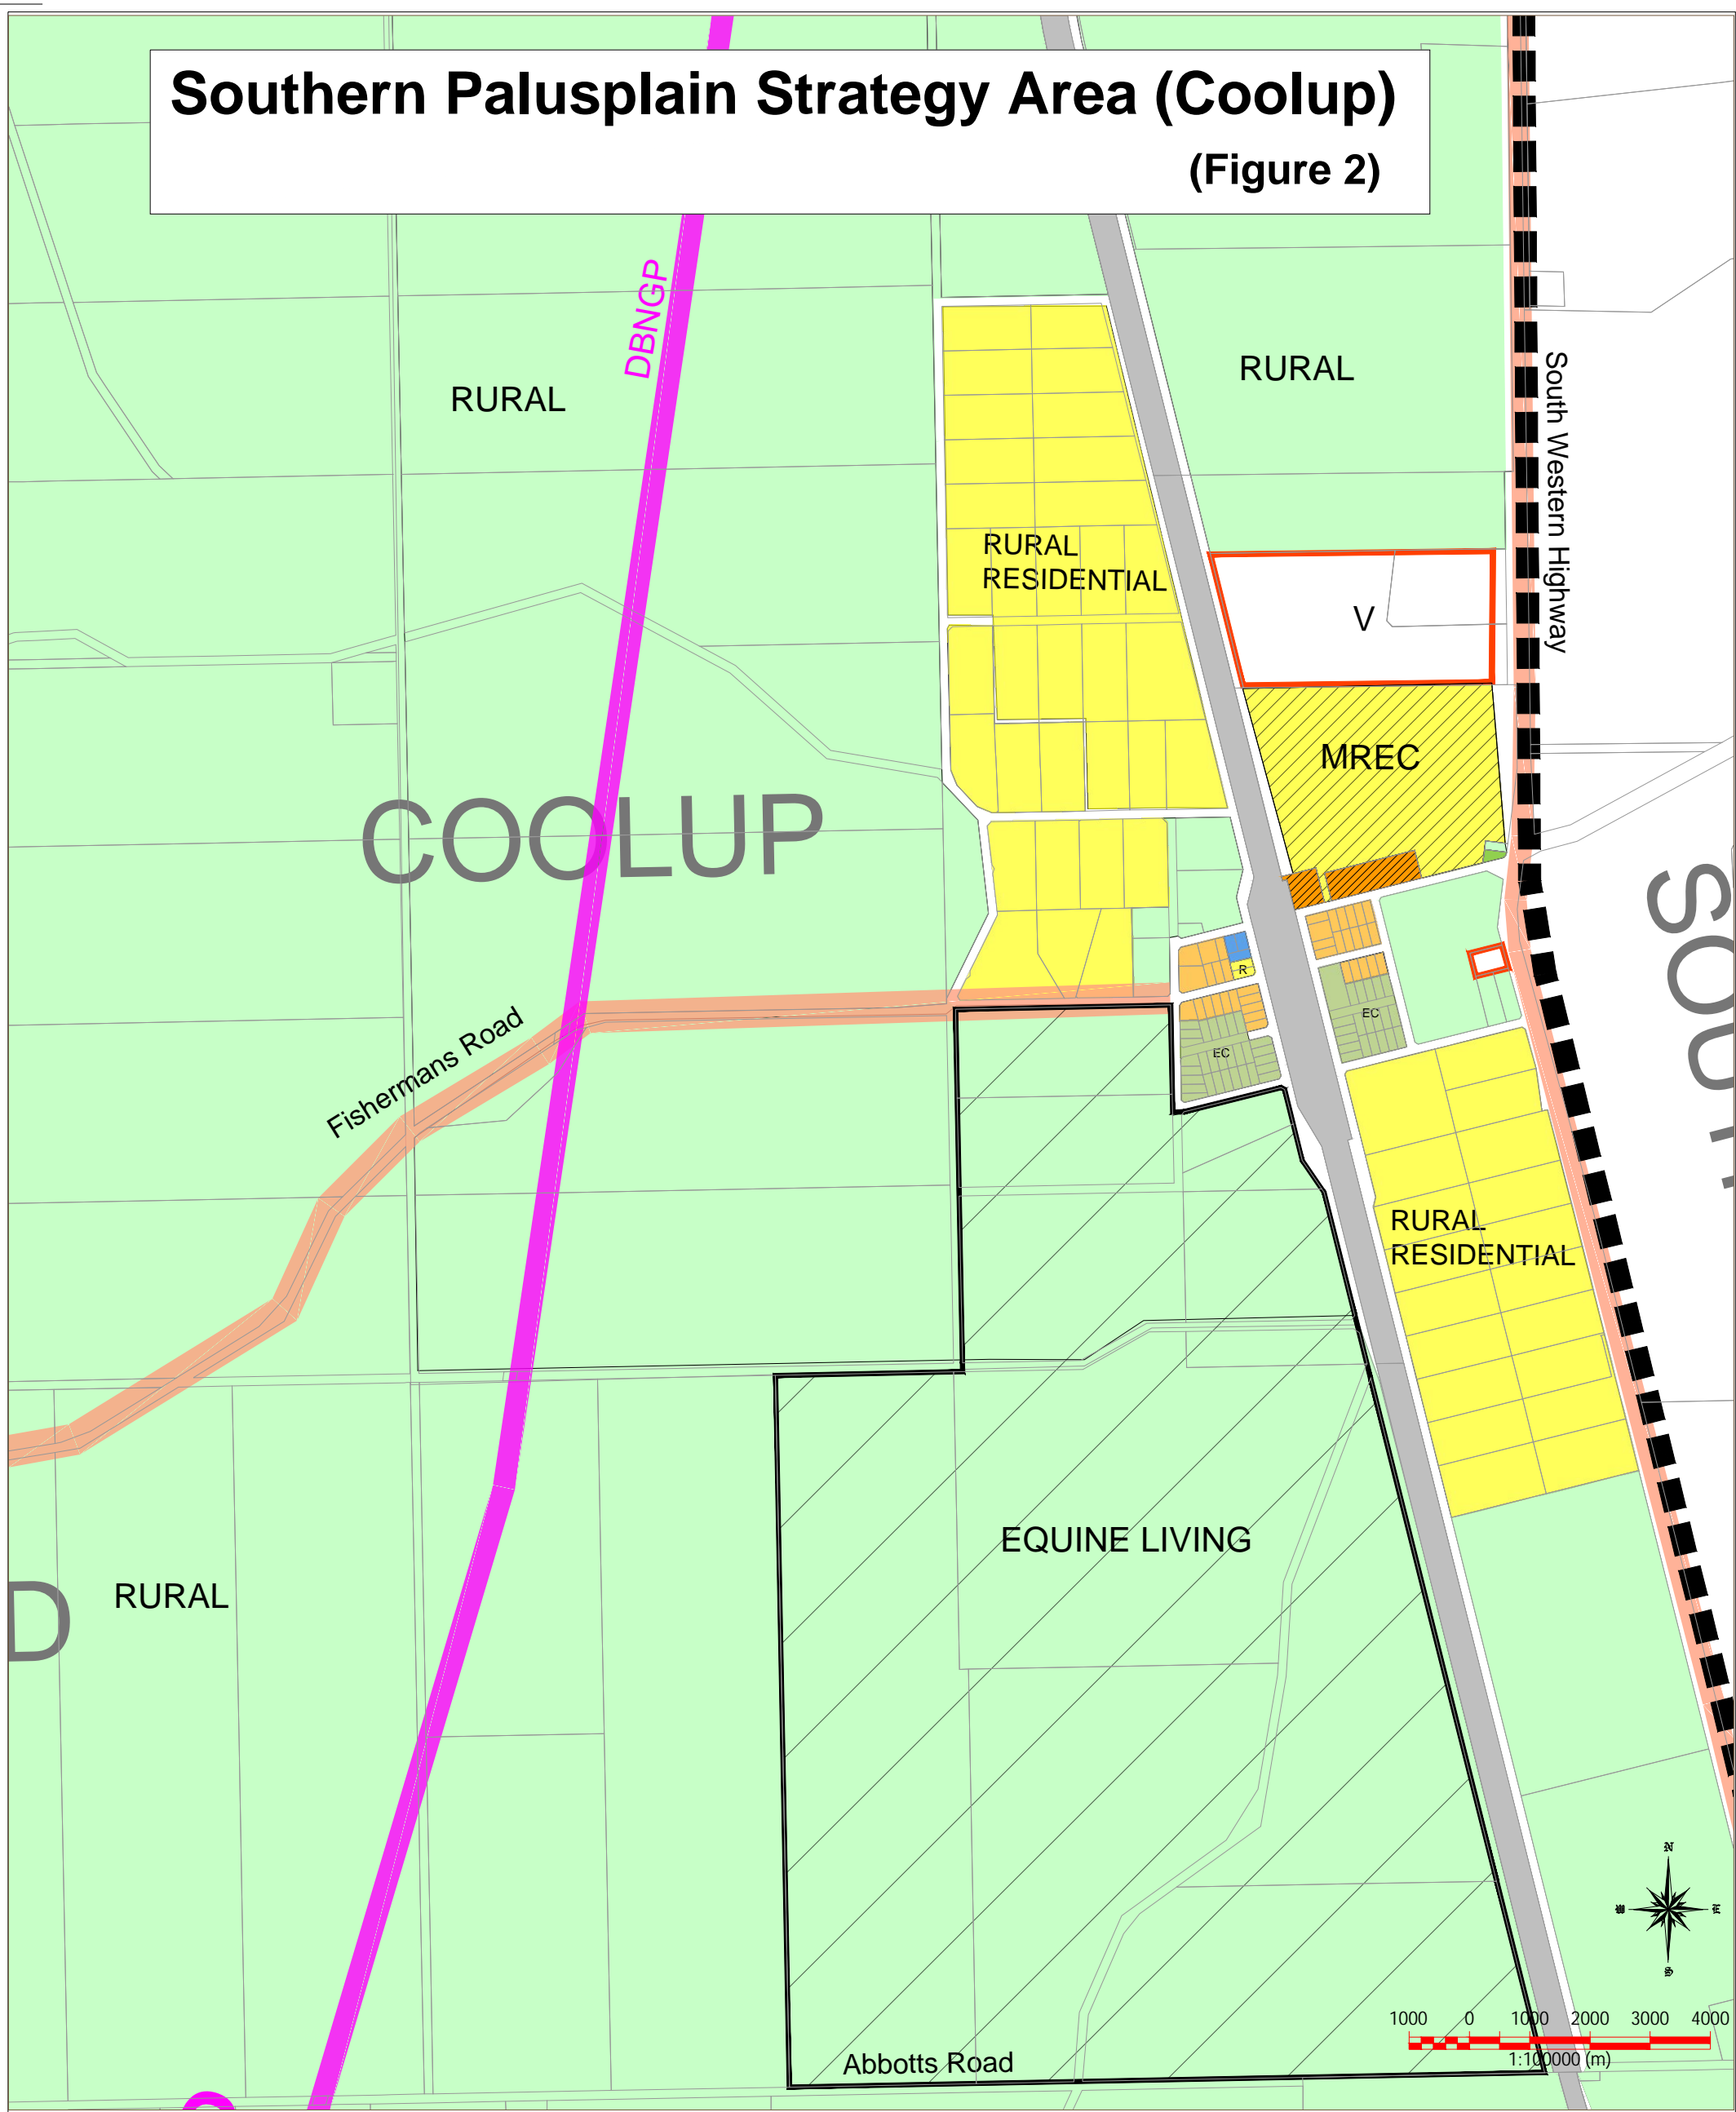 Southern Palusplain Strategy Area (Coolup)
(Figure 2)
DBNGP
RURAL
RURAL
South Western Highway
RURAL
RESIDENTIAL
V
MREC
COOLUP
R
EC
EC
Fishermans Road
RURAL
RESIDENTIAL
EQUINE LIVING
RURAL
D
N
W
E
S
1000 0 1000 2000 3000 4000
1:100000 (m)
Abbotts Road